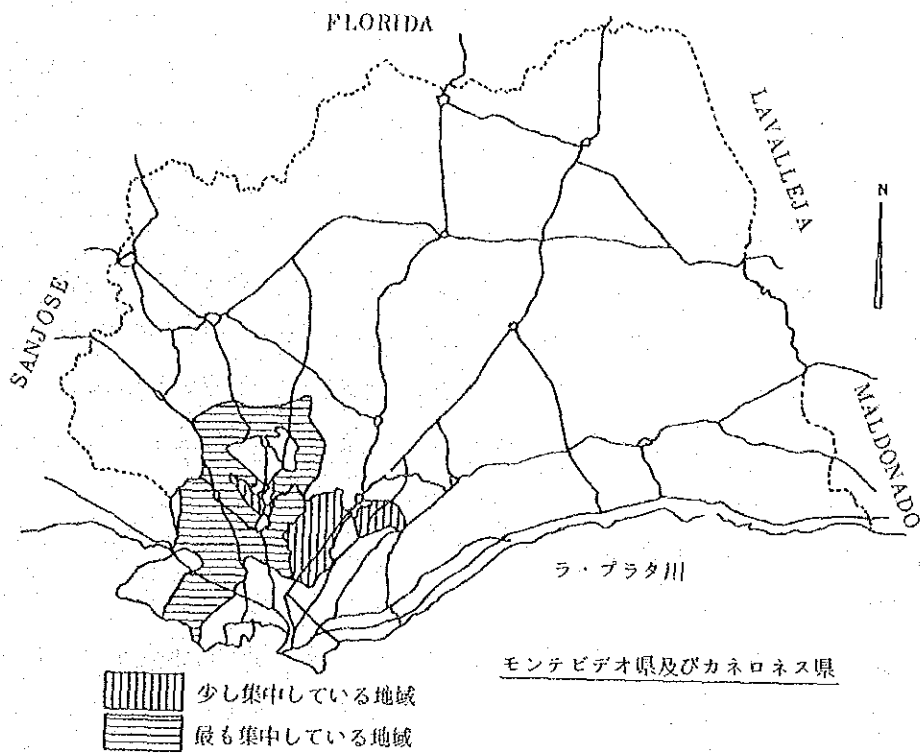 FLORIDA
LAVALLEJA
N
SANJOSE
MALDONADO
ラ・プラタ川
モンテビデオ県及びカネロネス県
少し集中している地域
最も集中している地域